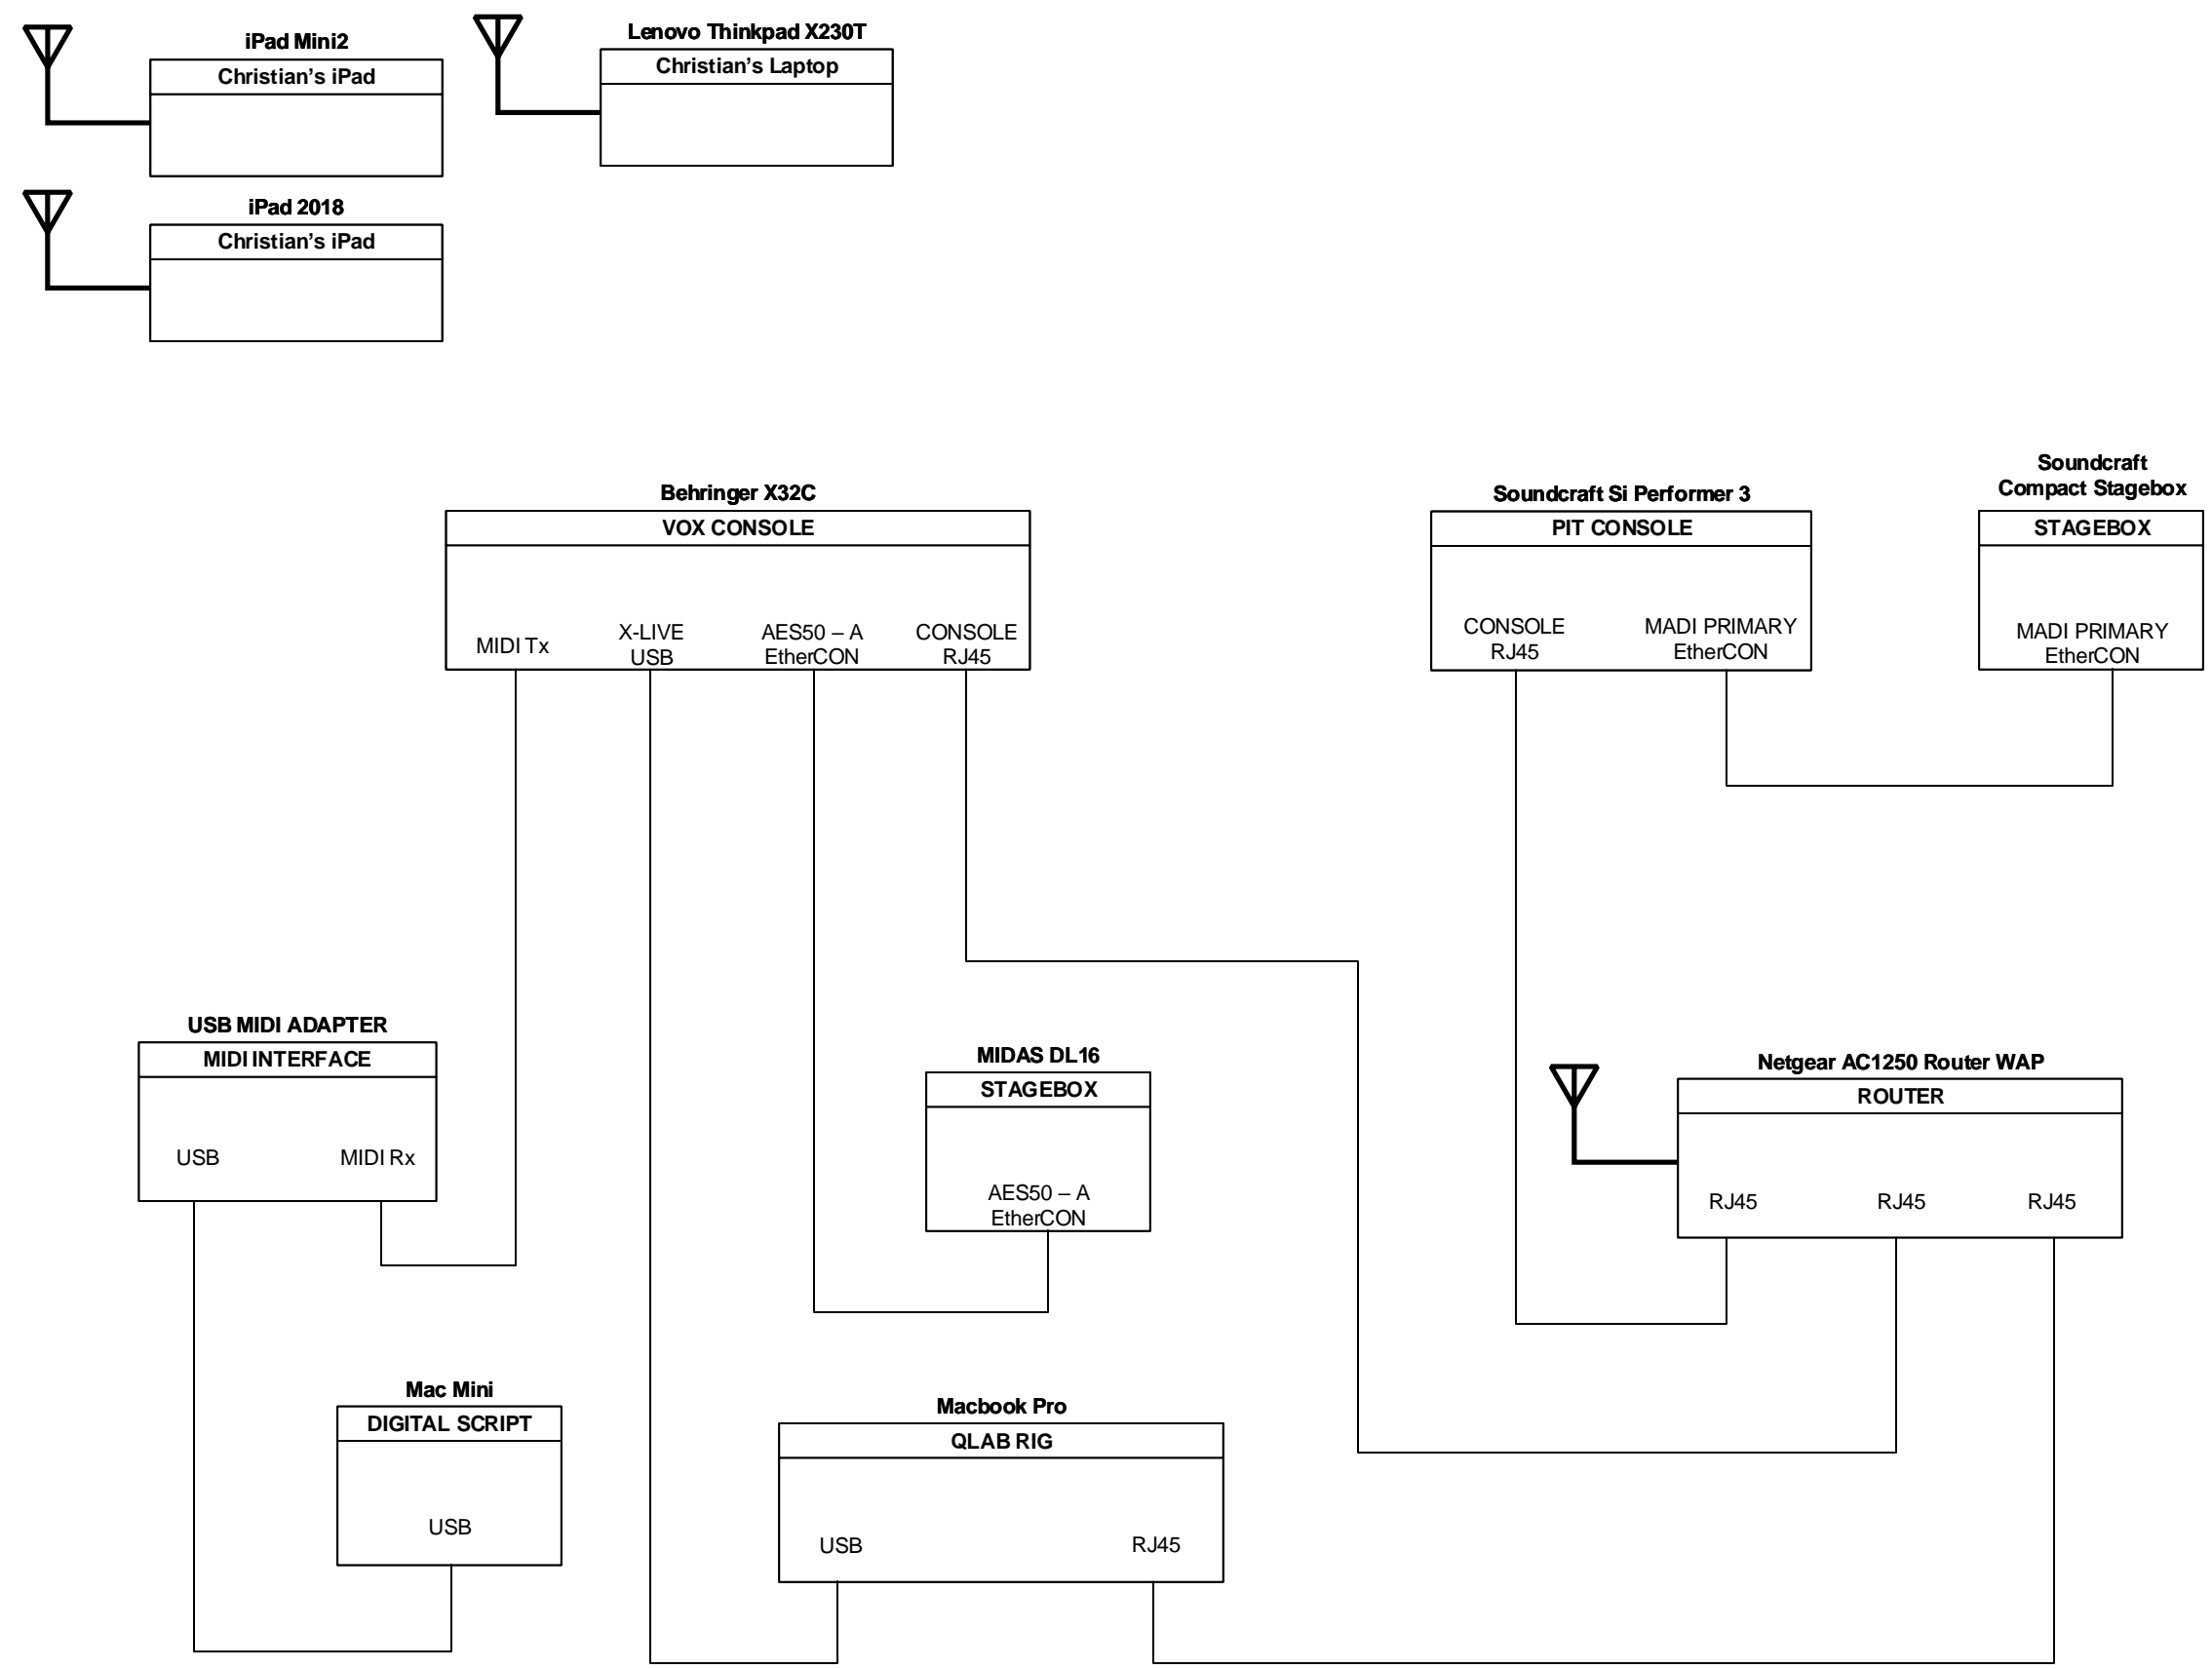 iPad Mini2
Christian's iPad
Lenovo Thinkpad X230T
Christian's Laptop
iPad 2018
Christian's iPad
Behringer X32C
VOX CONSOLE
MIDI Tx
X-LIVE
USB
AES50 – A
EtherCON
CONSOLE
RJ45
Soundcraft Si Performer 3
PIT CONSOLE
CONSOLE
RJ45
MADI PRIMARY
EtherCON
Soundcraft
Compact Stagebox
STAGEBOX
MADI PRIMARY
EtherCON
USB MIDI ADAPTER
MIDI INTERFACE
USB
MIDI Rx
MIDAS DL16
STAGEBOX
AES50 – A
EtherCON
Netgear AC1250 Router WAP
ROUTER
RJ45
RJ45
RJ45
Mac Mini
DIGITAL SCRIPT
USB
Macbook Pro
QLAB RIG
USB
RJ45